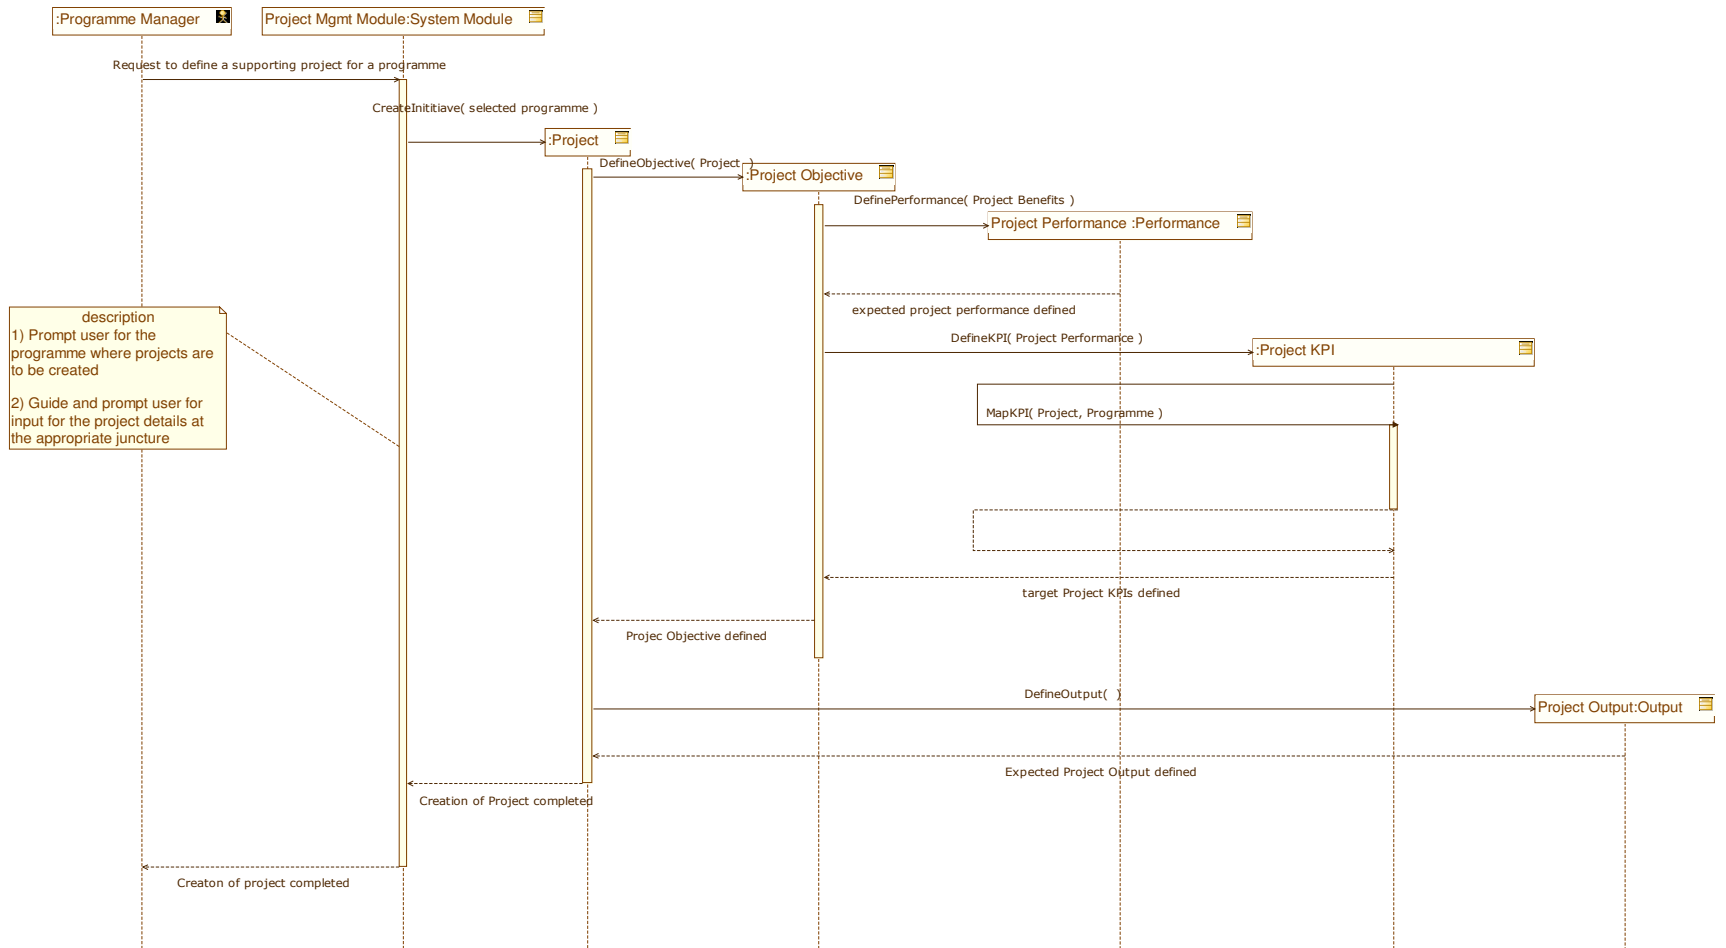 :Programme Manager
Project Mgmt Module:System Module
Request to define a supporting project for a programme
CreateInititiave( selected programme )
:Project
DefineObjective( Project  )
:Project Objective
DefinePerformance( Project Benefits )
Project Performance :Performance
expected project performance defined
description
1) Prompt user for the
programme where projects are
to be created
2) Guide and prompt user for
input for the project details at
the appropriate juncture
DefineKPI( Project Performance )
:Project KPI
MapKPI( Project, Programme )
target Project KPIs defined
Projec Objective defined
DefineOutput(  )
Project Output:Output
Expected Project Output defined
Creation of Project completed
Creaton of project completed